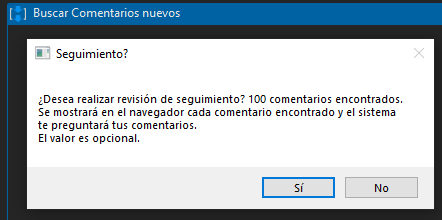 Buscar Comentarios nuevos
Seguimiento?
¿Desea realizar revisión de seguimiento? 100 comentarios encontrados.
Se mostrará en el navegador cada comentario encontrado y el sistema
te preguntará tus comentarios.
El valor es opcional.
Sí
No